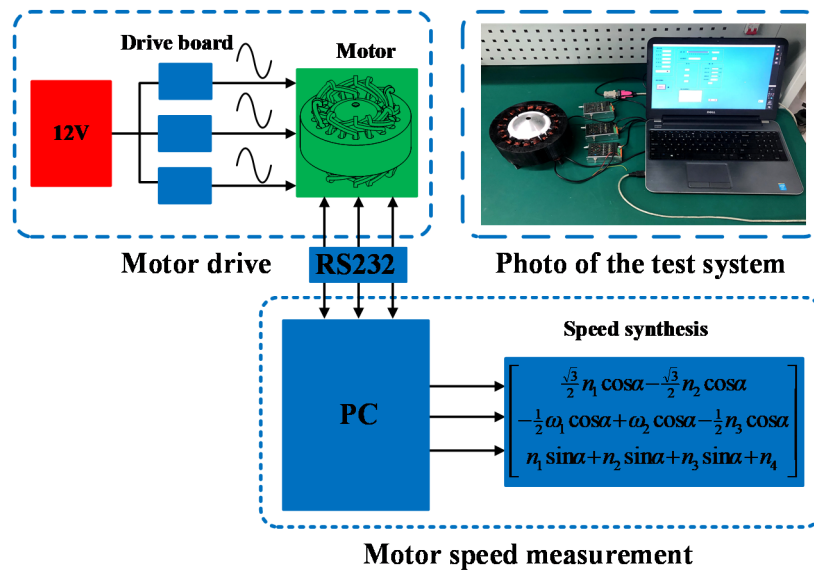 Drive board
Motor
12V
Motor drive
RS232
Photo of the test system
Speed synthesis
PC
√3/2 n₁ cosα − √3/2 n₂ cosα
−1/2 ω₁ cosα + ω₂ cosα − 1/2 n₃ cosα
n₁ sinα + n₂ sinα + n₃ sinα + n₄
Motor speed measurement